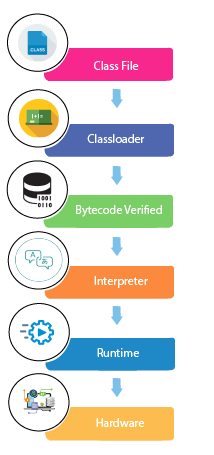 .CLASS
Class File
Classloader
1001
0110
Bytecode Verified
A
Interpreter
Runtime
Hardware